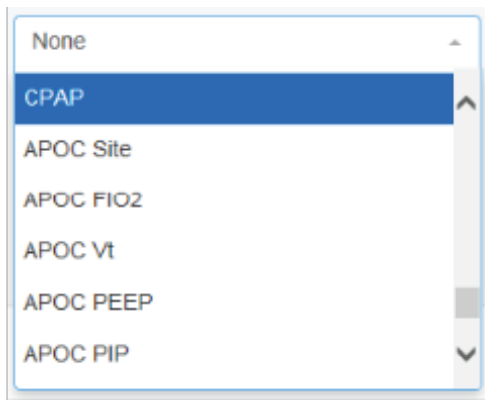 None
CPAP
APOC Site
APOC FIO2
APOC Vt
APOC PEEP
APOC PIP